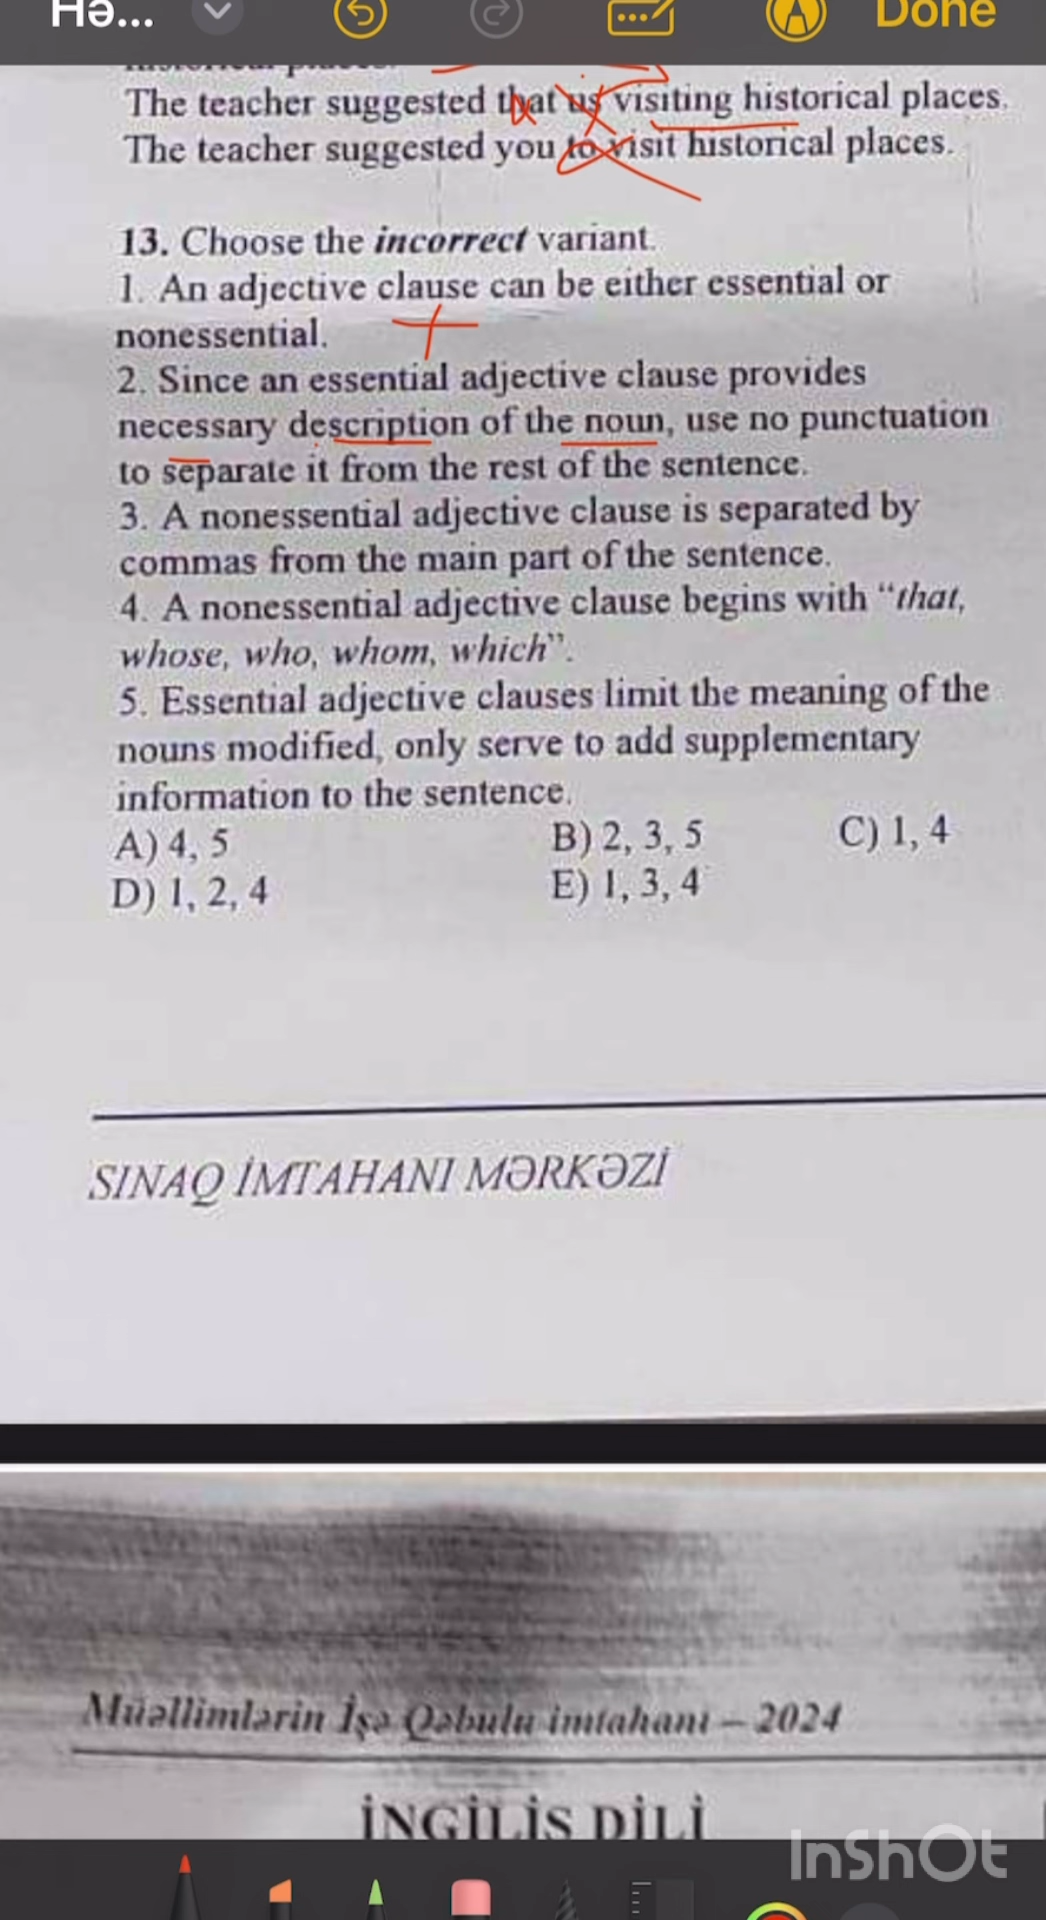 Hə...
Done
The teacher suggested that us visiting historical places.
The teacher suggested you to visit historical places.
13. Choose the incorrect variant.
1. An adjective clause can be either essential or
nonessential.
2. Since an essential adjective clause provides
necessary description of the noun, use no punctuation
to separate it from the rest of the sentence.
3. A nonessential adjective clause is separated by
commas from the main part of the sentence.
4. A nonessential adjective clause begins with “that,
whose, who, whom, which”.
5. Essential adjective clauses limit the meaning of the
nouns modified, only serve to add supplementary
information to the sentence.
A) 4, 5 B) 2, 3, 5 C) 1, 4
D) 1, 2, 4 E) 1, 3, 4
SINAQ İMTAHANI MƏRKƏZİ
Müəllimlərin İşə Qəbulu imtahanı – 2024
İNGİLİS DİLİ
InShOt